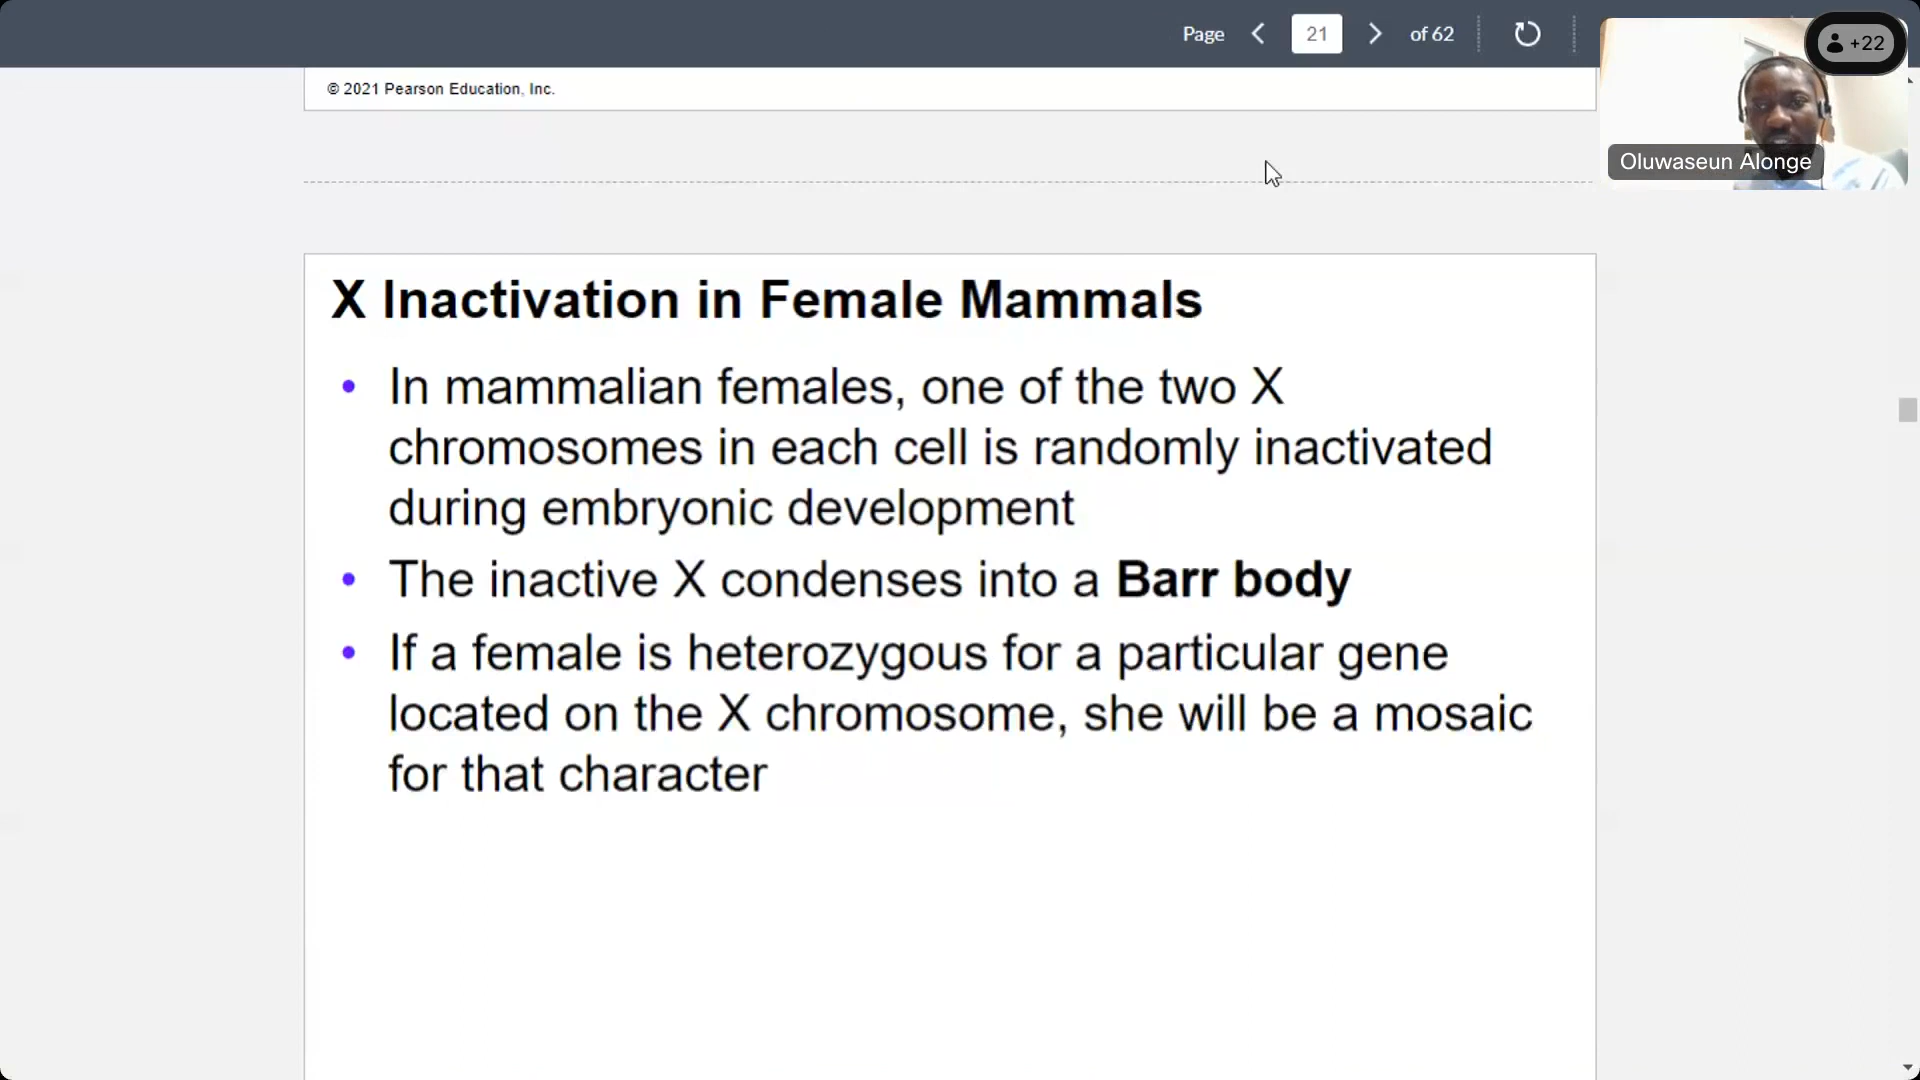 Page 21 of 62
+22
© 2021 Pearson Education, Inc.
Oluwaseun Alonge
X Inactivation in Female Mammals
• In mammalian females, one of the two X
chromosomes in each cell is randomly inactivated
during embryonic development
• The inactive X condenses into a Barr body
• If a female is heterozygous for a particular gene
located on the X chromosome, she will be a mosaic
for that character